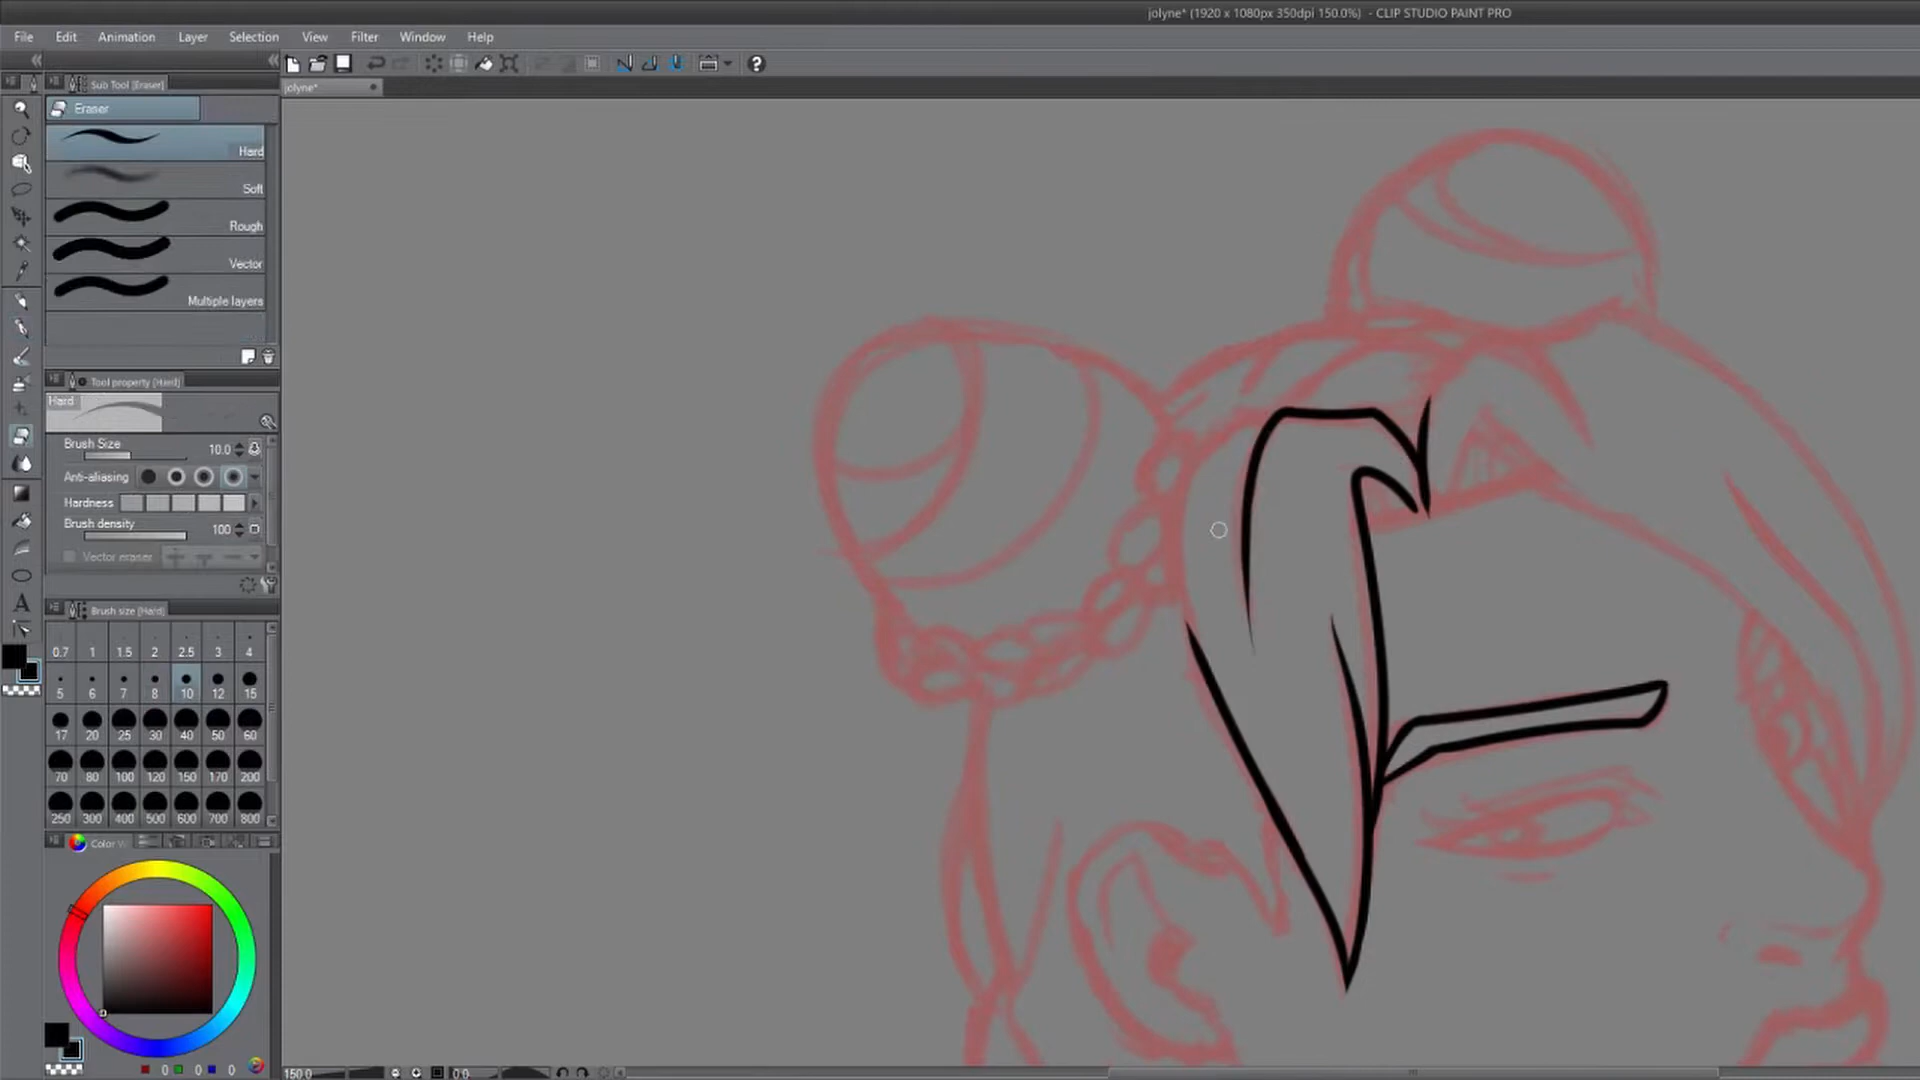 jolyne* (1920 x 1080px 350dpi 150.0%) - CLIP STUDIO PAINT PRO
File Edit Animation Layer Selection View Filter Window Help
Sub Tool [Eraser]
jolyne*
Eraser
Hard
Soft
Rough
Vector
Multiple layers
Tool property [Hard]
Hard
Brush Size 10.0
Anti-aliasing
Hardness
Brush density 100
Vector eraser
Brush size [Hard]
0.7 1 1.5 2 2.5 3 4
5 6 7 8 10 12 15
17 20 25 30 40 50 60
70 80 100 120 150 170 200
250 300 400 500 600 700 800
Color
0 0 0
150.0 0.0